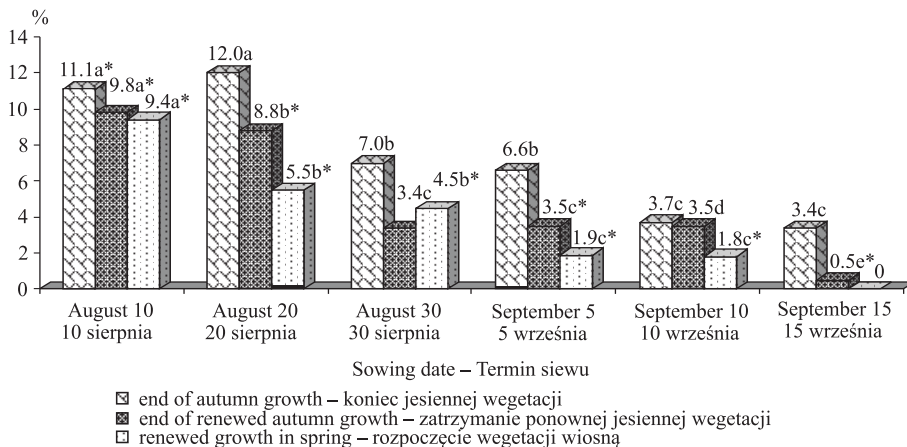 %
14
12
10
8
6
4
2
0
11.1a*
9.8a*
9.4a*
12.0a
8.8b*
5.5b*
7.0b
3.4c
4.5b*
6.6b
3.5c*
1.9c*
3.7c
3.5d
1.8c*
3.4c
0.5e*
0
August 10
10 sierpnia
August 20
20 sierpnia
August 30
30 sierpnia
September 5
5 września
September 10
10 września
September 15
15 września
Sowing date – Termin siewu
end of autumn growth – koniec jesiennej wegetacji
end of renewed autumn growth – zatrzymanie ponownej jesiennej wegetacji
renewed growth in spring – rozpoczęcie wegetacji wiosną